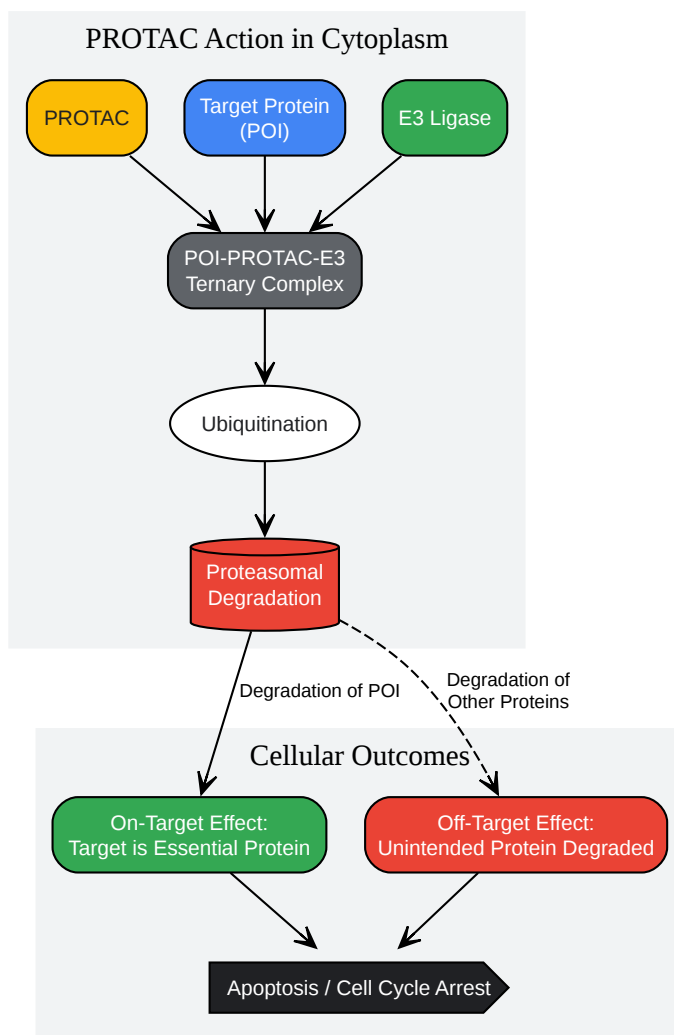 PROTAC Action in Cytoplasm
PROTAC
Target Protein
(POI)
E3 Ligase
POI-PROTAC-E3
Ternary Complex
Ubiquitination
Proteasomal
Degradation
Degradation of POI
Degradation of
Other Proteins
Cellular Outcomes
On-Target Effect:
Target is Essential Protein
Off-Target Effect:
Unintended Protein Degraded
Apoptosis / Cell Cycle Arrest